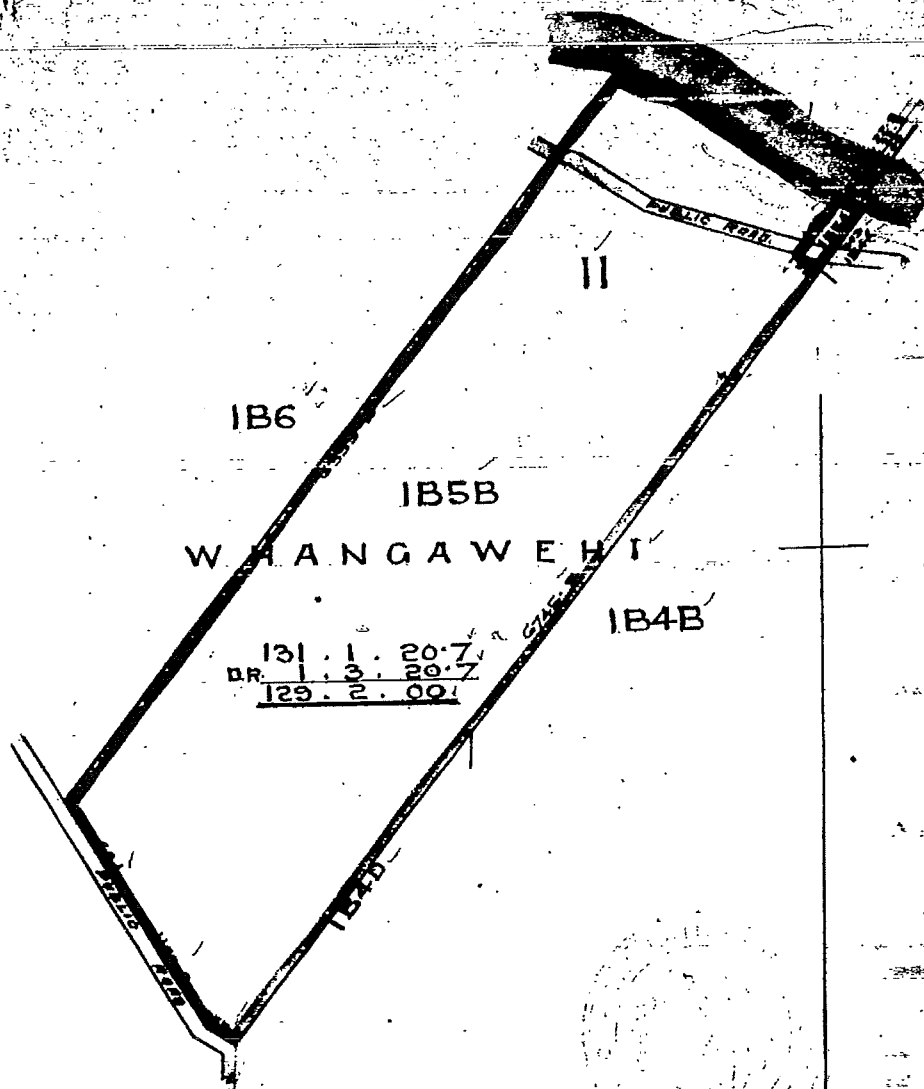 PUBLIC ROAD.
11
1B6
1B5B
WHANGAWEHI
1B4B
131 . 1 . 20·7
D.R. 1 . 3 . 20·7
129 . 2 . 00
1B4D
PUBLIC ROAD